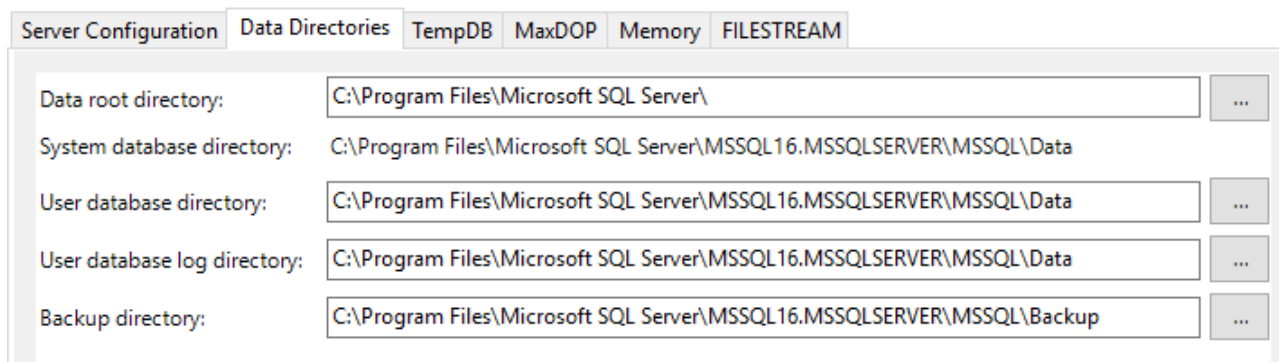 Server Configuration Data Directories TempDB MaxDOP Memory FILESTREAM
Data root directory: C:\Program Files\Microsoft SQL Server\ ...
System database directory: C:\Program Files\Microsoft SQL Server\MSSQL16.MSSQLSERVER\MSSQL\Data
User database directory: C:\Program Files\Microsoft SQL Server\MSSQL16.MSSQLSERVER\MSSQL\Data ...
User database log directory: C:\Program Files\Microsoft SQL Server\MSSQL16.MSSQLSERVER\MSSQL\Data ...
Backup directory: C:\Program Files\Microsoft SQL Server\MSSQL16.MSSQLSERVER\MSSQL\Backup ...